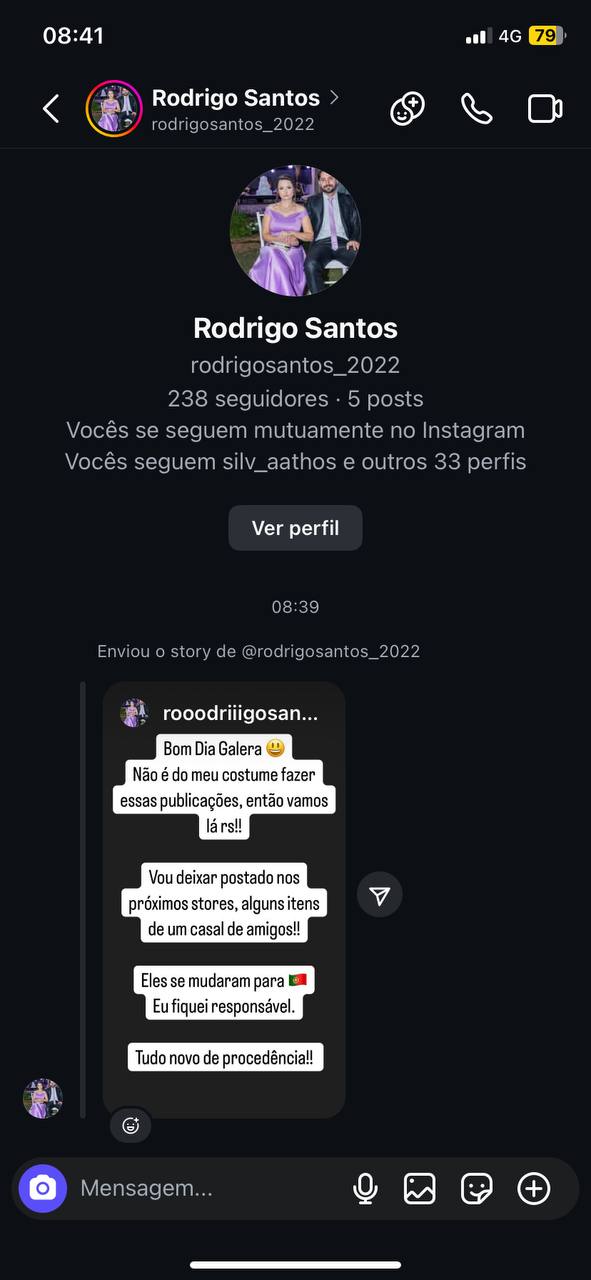 08:41
4G 79
Rodrigo Santos
rodrigosantos_2022
Rodrigo Santos
rodrigosantos_2022
238 seguidores · 5 posts
Vocês se seguem mutuamente no Instagram
Vocês seguem silv_aathos e outros 33 perfis
Ver perfil
08:39
Enviou o story de @rodrigosantos_2022
rooodriiigosan...
Bom Dia Galera 😃
Não é do meu costume fazer
essas publicações, então vamos
lá rs!!
Vou deixar postado nos
próximos stores, alguns itens
de um casal de amigos!!
Eles se mudaram para 🇵🇹
Eu fiquei responsável.
Tudo novo de procedência!!
Mensagem...